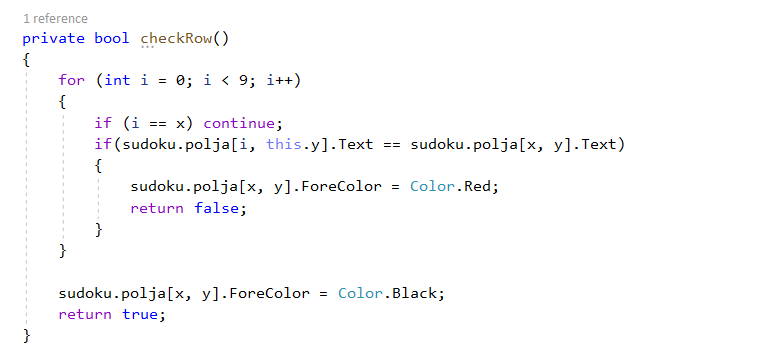 1 reference
private bool checkRow()
{
for (int i = 0; i < 9; i++)
{
if (i == x) continue;
if(sudoku.polja[i, this.y].Text == sudoku.polja[x, y].Text)
{
sudoku.polja[x, y].ForeColor = Color.Red;
return false;
}
}
sudoku.polja[x, y].ForeColor = Color.Black;
return true;
}